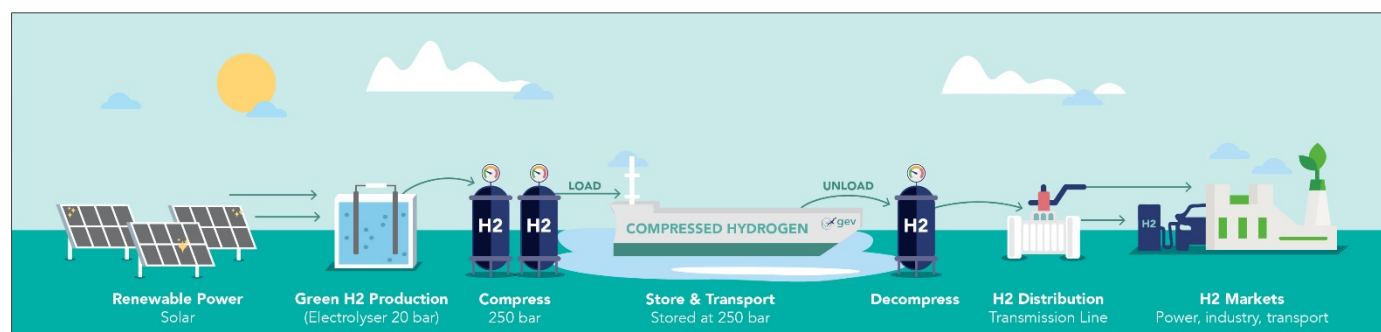 LOAD
UNLOAD
H2
H2
COMPRESSED HYDROGEN
gev
H2
H2
Renewable Power
Solar
Green H2 Production
(Electrolyser 20 bar)
Compress
250 bar
Store & Transport
Stored at 250 bar
Decompress
H2 Distribution
Transmission Line
H2 Markets
Power, industry, transport